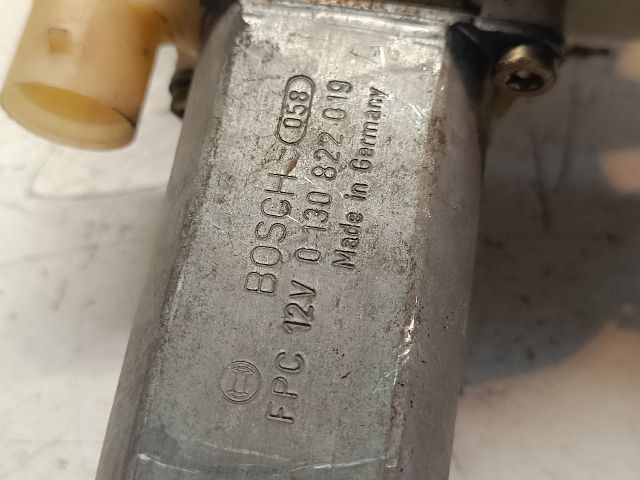 BOSCH 058
FPC 12V 0 130 822 019
Made in Germany